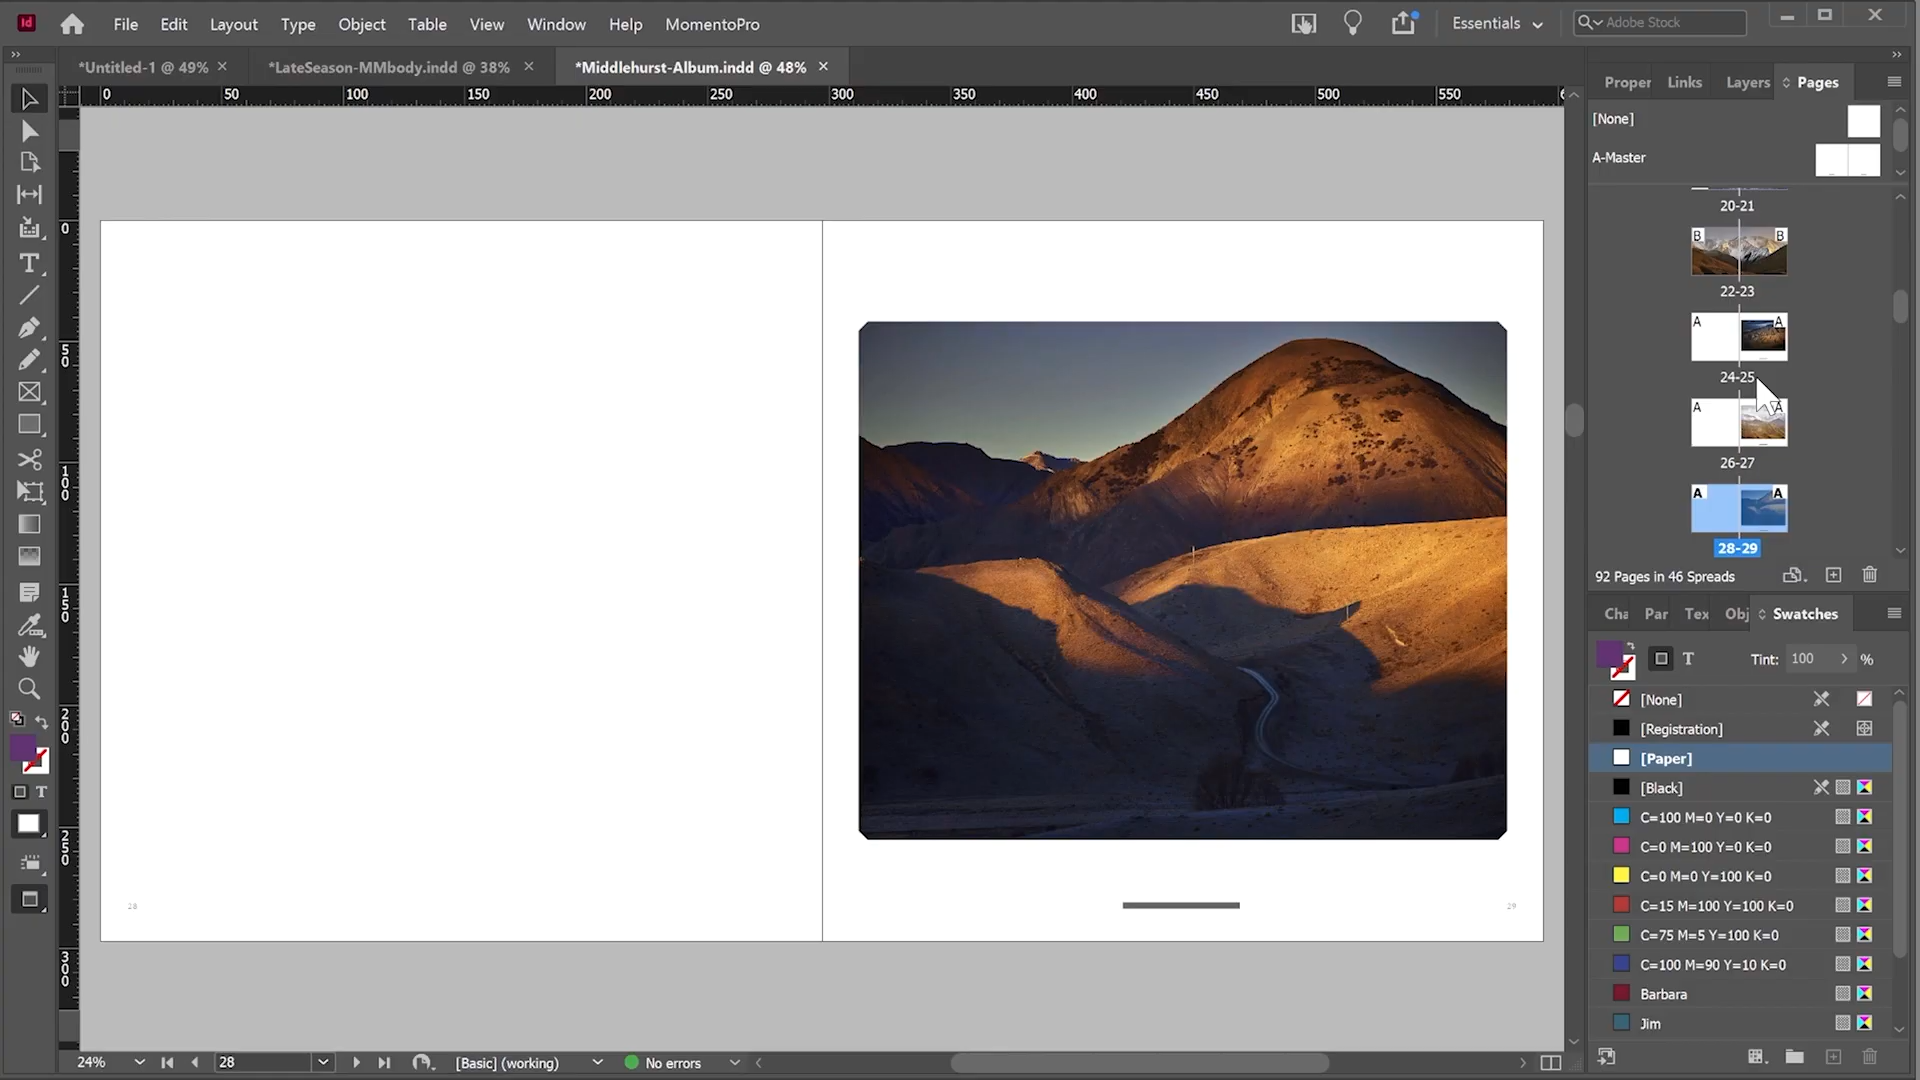 Id File Edit Layout Type Object Table View Window Help MomentoPro Essentials Adobe Stock
*Untitled-1 @ 49% *LateSeason-MMbody.indd @ 38% *Middlehurst-Album.indd @ 48%
Proper Links Layers Pages
0 50 100 150 200 250 300 350 400 450 500 550 6
[None]
A-Master
20-21
B B
22-23
A A
24-25
A A
26-27
A A
28-29
92 Pages in 46 Spreads
0
50
100
150
200
250
300
28 29
Cha Par Tex Obj Swatches
T Tint: 100 %
[None]
[Registration]
[Paper]
[Black]
C=100 M=0 Y=0 K=0
C=0 M=100 Y=0 K=0
C=0 M=0 Y=100 K=0
C=15 M=100 Y=100 K=0
C=75 M=5 Y=100 K=0
C=100 M=90 Y=10 K=0
Barbara
Jim
24% 28 [Basic] (working) No errors